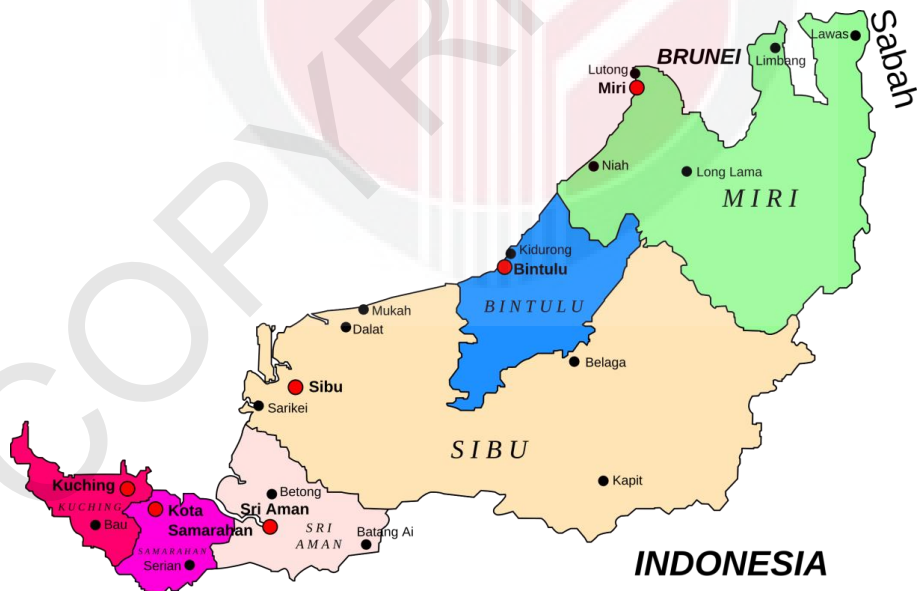 Lawas
Sabah
BRUNEI
Limbang
Lutong
Miri
Niah
Long Lama
MIRI
Kidurong
Bintulu
BINTULU
Mukah
Dalat
Belaga
Sibu
Sarikei
SIBU
Kapit
Kuching
KUCHING
Bau
Kota
Samarahan
SAMARAHAN
Serian
Betong
Sri Aman
SRI
AMAN
Batang Ai
INDONESIA
COPYRI